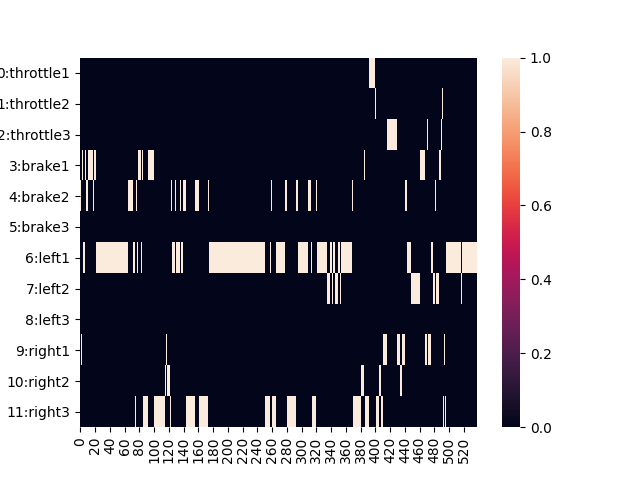 0:throttle1
1:throttle2
2:throttle3
3:brake1
4:brake2
5:brake3
6:left1
7:left2
8:left3
9:right1
10:right2
11:right3
0 20 40 60 80 100 120 140 160 180 200 220 240 260 280 300 320 340 360 380 400 420 440 460 480 500 520
1.0
0.8
0.6
0.4
0.2
0.0